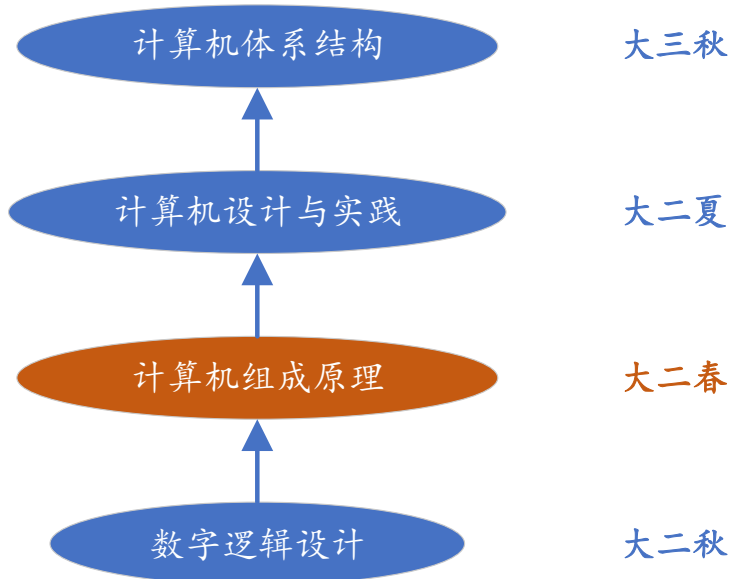 计算机体系结构 大三秋
计算机设计与实践 大二夏
计算机组成原理 大二春
数字逻辑设计 大二秋